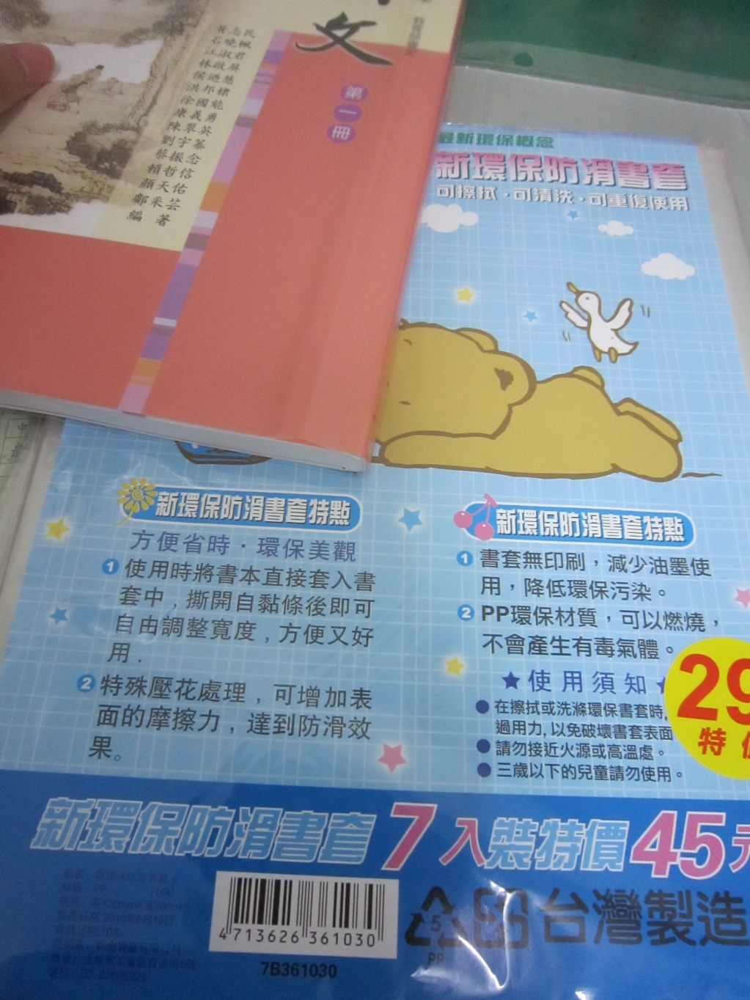 文
第一冊
黃志民
石曉楓
江淑君
林啟屏
侯迺慧
洪邦棣
徐國能
康義勇
陳翠英
劉宇蓁
蔡振念
賴哲信
顏天佑
鄺采芸
編著
最新環保概念
新環保防滑書套
可擦拭・可清洗・可重復使用
新環保防滑書套特點
方便省時・環保美觀
1 使用時將書本直接套入書
套中，撕開自黏條後即可
自由調整寬度，方便又好
用.
2 特殊壓花處理，可增加表
面的摩擦力，達到防滑效
果。
新環保防滑書套特點
1 書套無印刷，減少油墨使
用，降低環保污染。
2 PP環保材質，可以燃燒，
不會產生有毒氣體。
★使用須知
●在擦拭或洗滌環保書套時,
過用力,以免破壞書套表面
●請勿接近火源或高溫處。
●三歲以下的兒童請勿使用。
29
特
新環保防滑書套7入裝特價45元
4 713626 361030
7B361030
5
PP
台灣製造